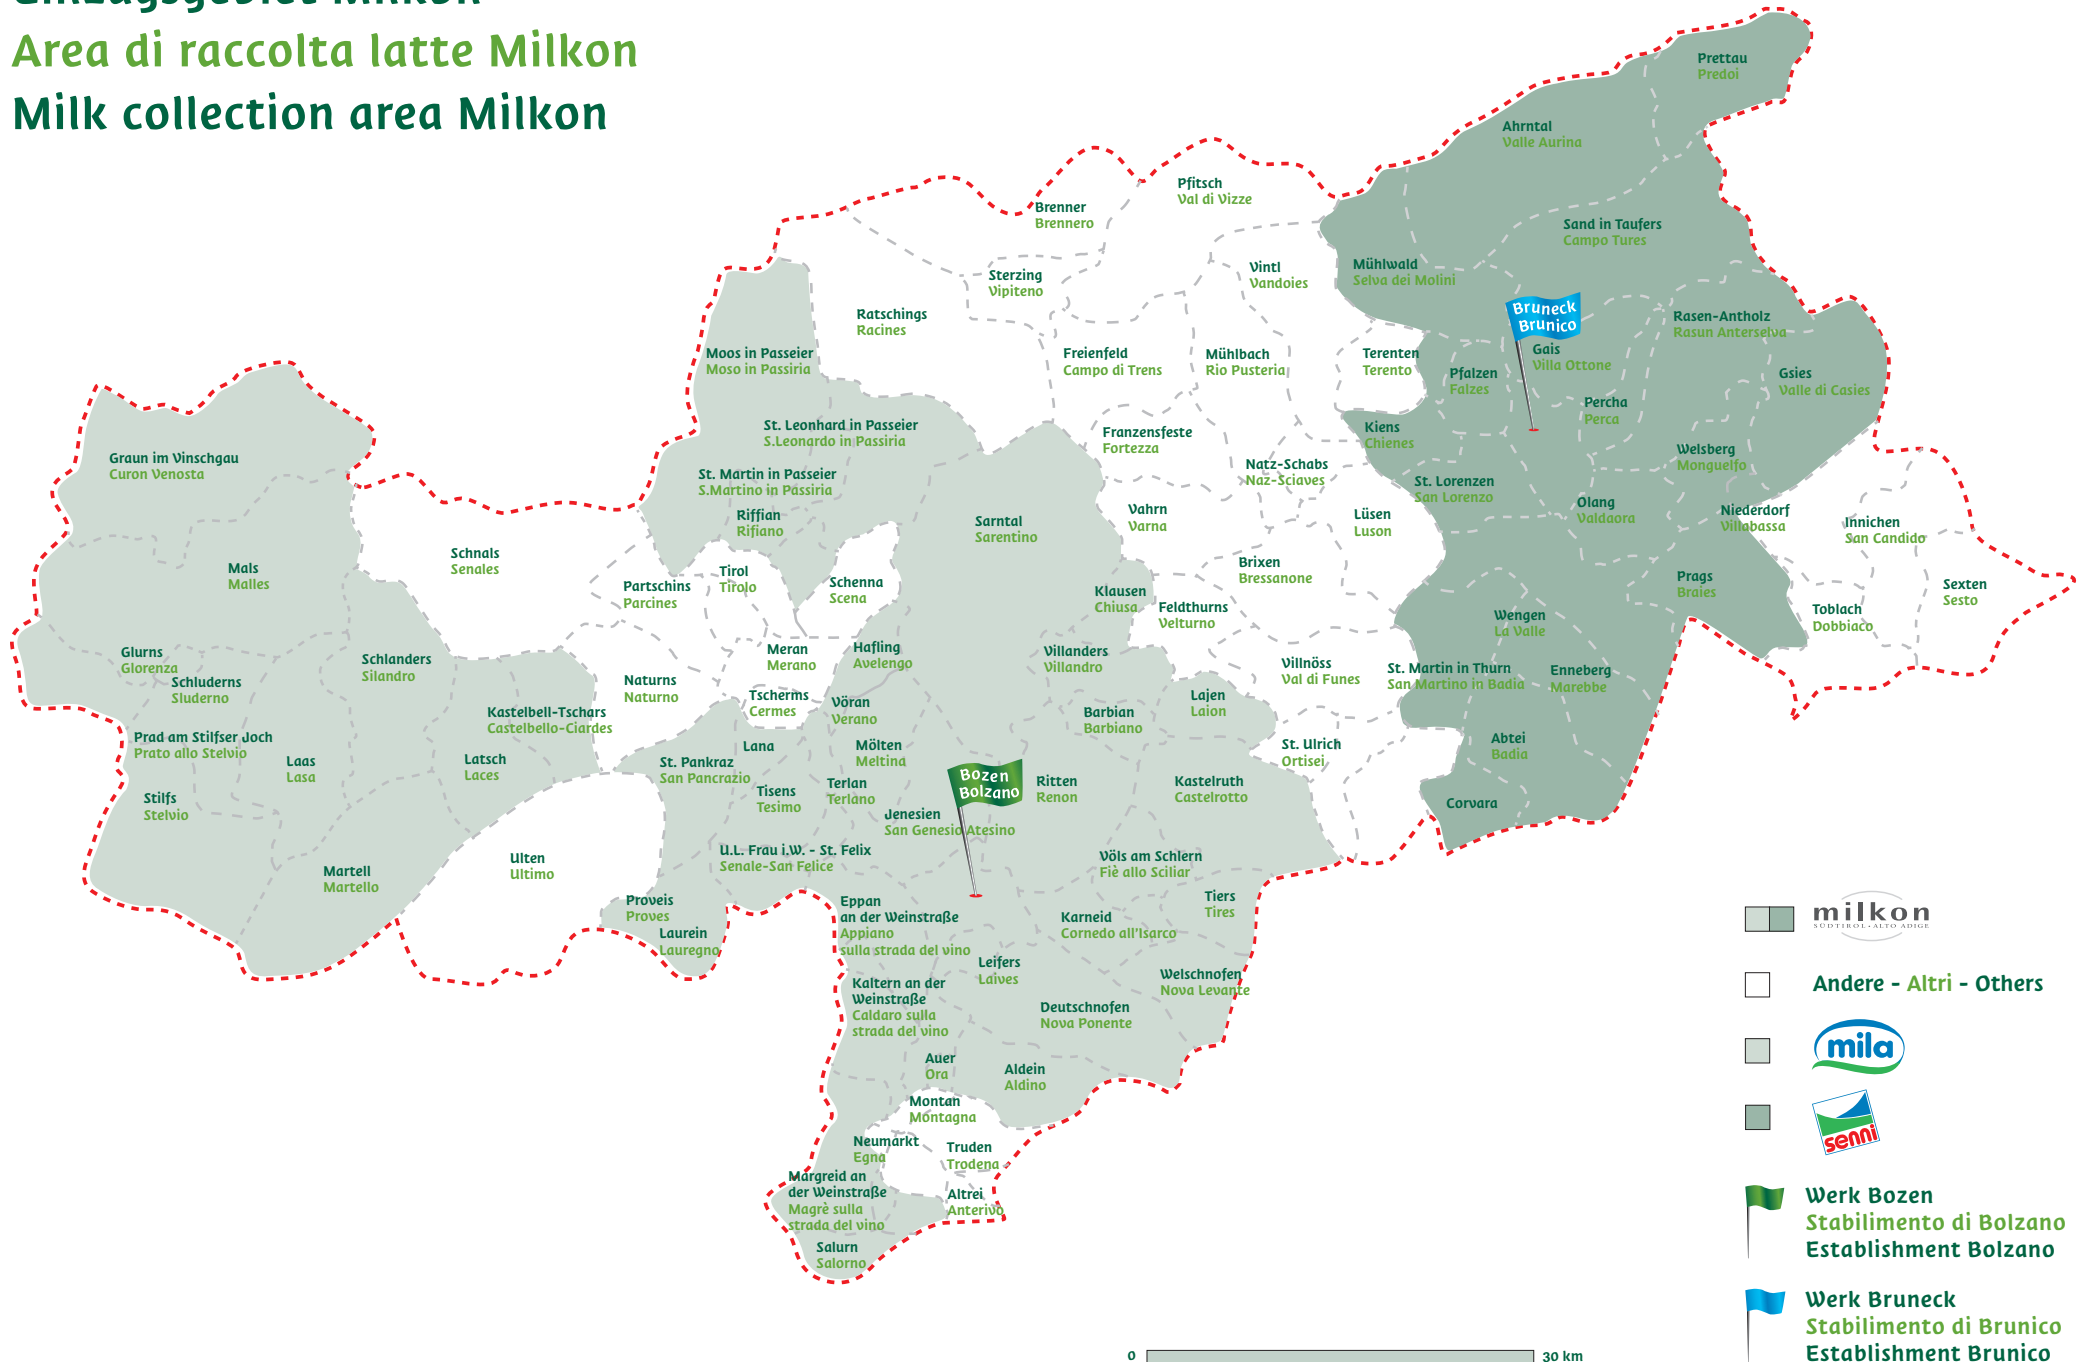 Einzugsgebiet Milkon
Area di raccolta latte Milkon
Milk collection area Milkon
Prettau
Predoi
Ahrntal
Valle Aurina
Pfitsch
Val di Vizze
Brenner
Brennero
Sand in Taufers
Campo Tures
Mühlwald
Selva dei Molini
Vintl
Vandoies
Sterzing
Vipiteno
Ratschings
Racines
Bruneck
Brunico
Rasen-Antholz
Rasun Anterselva
Moos in Passeier
Moso in Passiria
Freienfeld
Campo di Trens
Mühlbach
Rio Pusteria
Terenten
Terento
Gais
Villa Ottone
Pfalzen
Falzes
Gsies
Valle di Casies
Percha
Perca
St. Leonhard in Passeier
S.Leonardo in Passiria
Franzensfeste
Fortezza
Kiens
Chienes
Welsberg
Monguelfo
Graun im Vinschgau
Curon Venosta
St. Martin in Passeier
S.Martino in Passiria
Natz-Schabs
Naz-Sciaves
St. Lorenzen
San Lorenzo
Riffian
Rifiano
Sarntal
Sarentino
Vahrn
Varna
Lüsen
Luson
Olang
Valdaora
Niederdorf
Villabassa
Innichen
San Candido
Schnals
Senales
Mals
Malles
Partschins
Parcines
Tirol
Tirolo
Schenna
Scena
Brixen
Bressanone
Klausen
Chiusa
Feldthurns
Velturno
Prags
Braies
Sexten
Sesto
Toblach
Dobbiaco
Wengen
La Valle
Glurns
Glorenza
Schluderns
Sluderno
Schlanders
Silandro
Meran
Merano
Hafling
Avelengo
Villanders
Villandro
Villnöss
Val di Funes
St. Martin in Thurn
San Martino in Badia
Enneberg
Marebbe
Naturns
Naturno
Tscherms
Cermes
Vöran
Verano
Lajen
Laion
Kastelbell-Tschars
Castelbello-Ciardes
Barbian
Barbiano
Prad am Stilfser Joch
Prato allo Stelvio
Laas
Lasa
Latsch
Laces
St. Pankraz
San Pancrazio
Lana
Mölten
Meltina
St. Ulrich
Ortisei
Abtei
Badia
Stilfs
Stelvio
Tisens
Tesimo
Terlan
Terlano
Bozen
Bolzano
Ritten
Renon
Kastelruth
Castelrotto
Corvara
Jenesien
San Genesio Atesino
U.L. Frau i.W. - St. Felix
Senale-San Felice
Völs am Schlern
Fiè allo Sciliar
Ulten
Ultimo
Martell
Martello
Proveis
Proves
Laurein
Lauregno
Eppan
an der Weinstraße
Appiano
sulla strada del vino
Karneid
Cornedo all'Isarco
Tiers
Tires
Leifers
Laives
Welschnofen
Nova Levante
Kaltern an der
Weinstraße
Caldaro sulla
strada del vino
Deutschnofen
Nova Ponente
Auer
Ora
Aldein
Aldino
Montan
Montagna
Neumarkt
Egna
Truden
Trodena
Margreid an
der Weinstraße
Magrè sulla
strada del vino
Altrei
Anterivo
Salurn
Salorno
milkon
SÜDTIROL·ALTO ADIGE
Andere - Altri - Others
mila
senni
Werk Bozen
Stabilimento di Bolzano
Establishment Bolzano
Werk Bruneck
Stabilimento di Brunico
Establishment Brunico
0 30 km